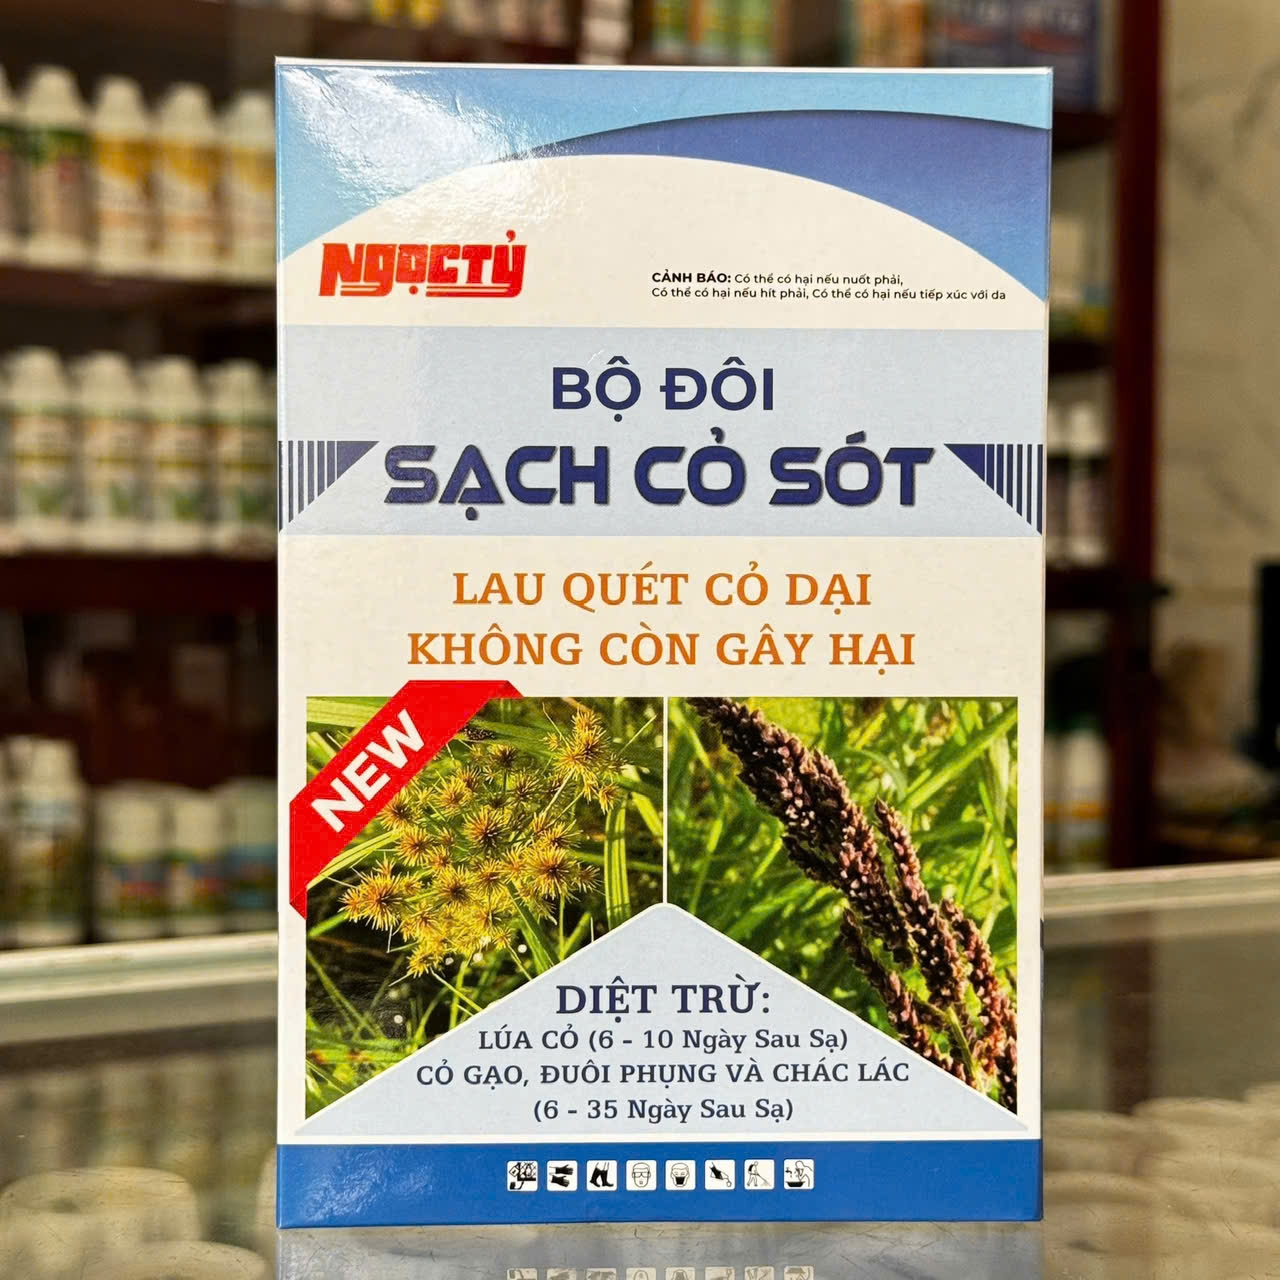 NGỌC TỶ
CẢNH BÁO: Có thể có hại nếu nuốt phải,
Có thể có hại nếu hít phải, Có thể có hại nếu tiếp xúc với da
BỘ ĐÔI
SẠCH CỎ SÓT
LAU QUÉT CỎ DẠI
KHÔNG CÒN GÂY HẠI
NEW
DIỆT TRỪ:
LÚA CỎ (6 - 10 Ngày Sau Sạ)
CỎ GẠO, ĐUÔI PHỤNG VÀ CHÁC LÁC
(6 - 35 Ngày Sau Sạ)